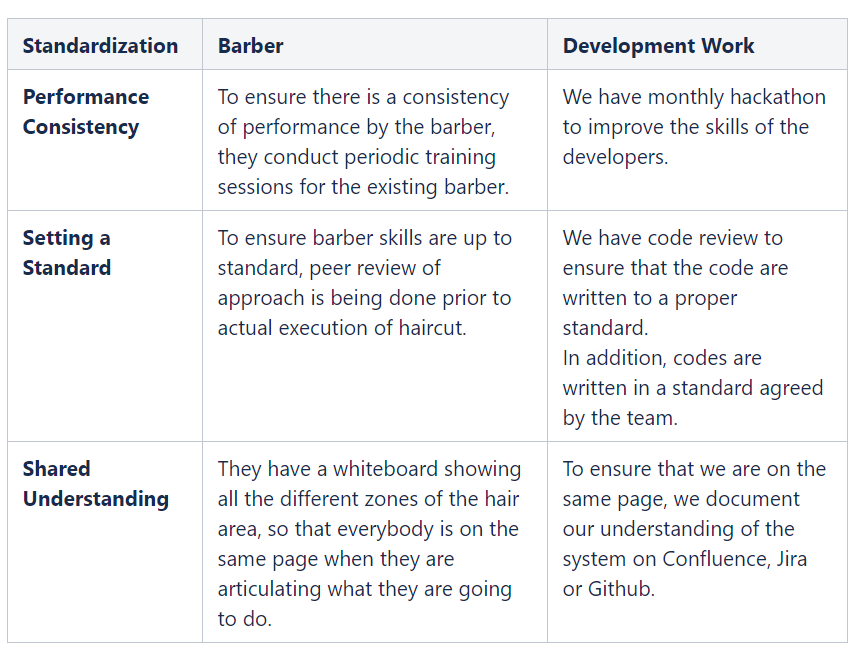 Standardization Barber Development Work
Performance
Consistency
To ensure there is a consistency
of performance by the barber,
they conduct periodic training
sessions for the existing barber.
We have monthly hackathon
to improve the skills of the
developers.
Setting a
Standard
To ensure barber skills are up to
standard, peer review of
approach is being done prior to
actual execution of haircut.
We have code review to
ensure that the code are
written to a proper
standard.
In addition, codes are
written in a standard agreed
by the team.
Shared
Understanding
They have a whiteboard showing
all the different zones of the hair
area, so that everybody is on the
same page when they are
articulating what they are going
to do.
To ensure that we are on the
same page, we document
our understanding of the
system on Confluence, Jira
or Github.